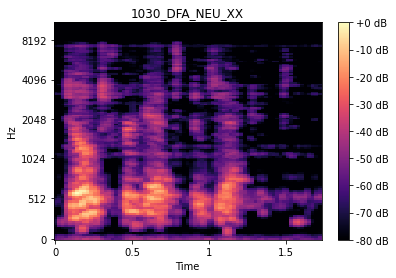 1030_DFA_NEU_XX
+0 dB
8192
-10 dB
4096
-20 dB
-30 dB
2048
Hz
-40 dB
1024
-50 dB
512
-60 dB
-70 dB
0
-80 dB
0
0.5
1
1.5
Time